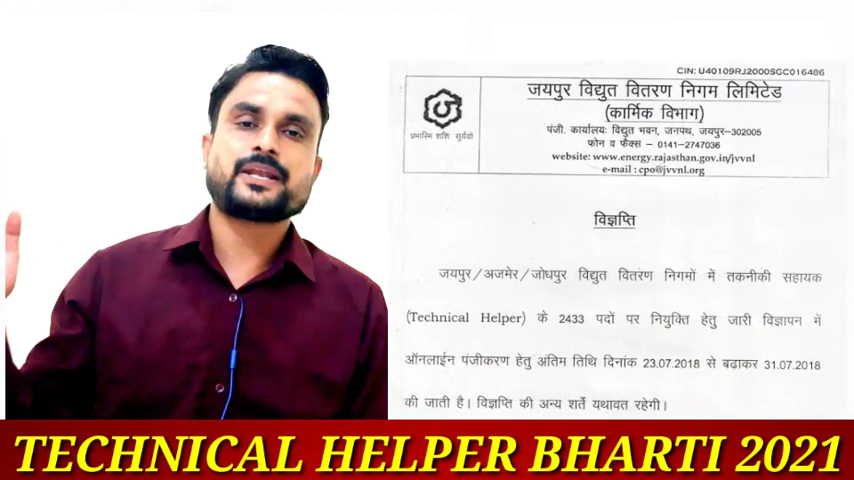 CIN: U40109RJ2000SGC016486
जयपुर विद्युत वितरण निगम लिमिटेड
(कार्मिक विभाग)
पंजी. कार्यालयः विद्युत भवन, जनपथ, जयपुर–302005
फोन व फैक्स – 0141–2747036
website: www.energy.rajasthan.gov.in/jvvnl
e-mail : cpo@jvvnl.org
प्रभास्मि शशि सूर्ययो
विज्ञप्ति
जयपुर/अजमेर/जोधपुर विद्युत वितरण निगमों में तकनीकी सहायक
(Technical Helper) के 2433 पदों पर नियुक्ति हेतु जारी विज्ञापन में
ऑनलाईन पंजीकरण हेतु अंतिम तिथि दिनांक 23.07.2018 से बढ़ाकर 31.07.2018
की जाती है। विज्ञप्ति की अन्य शर्तें यथावत रहेगी।
TECHNICAL HELPER BHARTI 2021